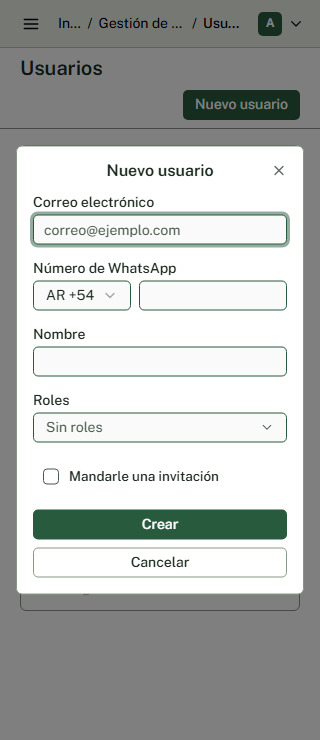 In... / Gestión de ... / Usu... A
Usuarios
Nuevo usuario
Nuevo usuario
Correo electrónico
correo@ejemplo.com
Número de WhatsApp
AR +54
Nombre
Roles
Sin roles
Mandarle una invitación
Crear
Cancelar